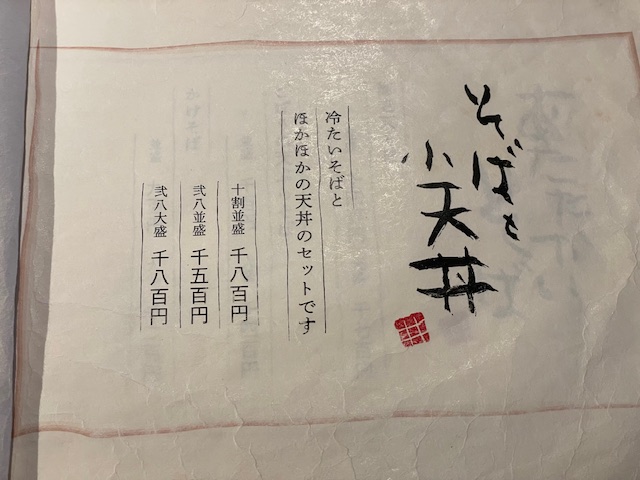 そばと
小天丼
冷たいそばと
ほかほかの天丼のセットです
十割並盛 千八百円
弐八並盛 千五百円
弐八大盛 千八百円